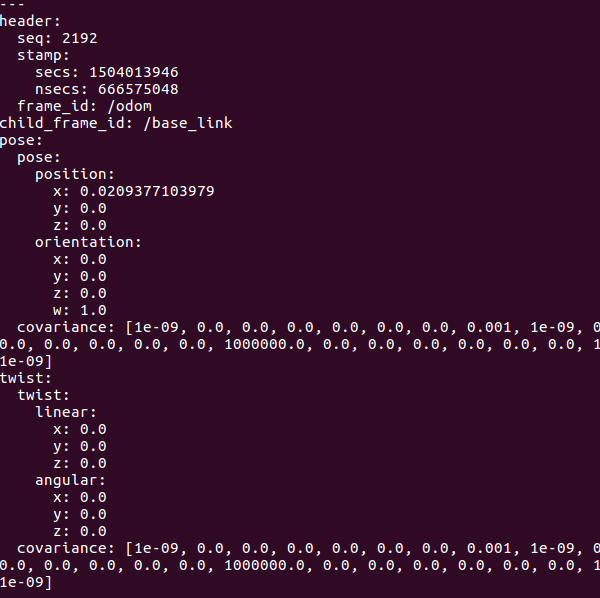 ---
header:
  seq: 2192
  stamp:
    secs: 1504013946
    nsecs: 666575048
  frame_id: /odom
child_frame_id: /base_link
pose:
  pose:
    position:
      x: 0.0209377103979
      y: 0.0
      z: 0.0
    orientation:
      x: 0.0
      y: 0.0
      z: 0.0
      w: 1.0
  covariance: [1e-09, 0.0, 0.0, 0.0, 0.0, 0.0, 0.0, 0.001, 1e-09, 0
0.0, 0.0, 0.0, 0.0, 0.0, 1000000.0, 0.0, 0.0, 0.0, 0.0, 0.0, 0.0, 1
1e-09]
twist:
  twist:
    linear:
      x: 0.0
      y: 0.0
      z: 0.0
    angular:
      x: 0.0
      y: 0.0
      z: 0.0
  covariance: [1e-09, 0.0, 0.0, 0.0, 0.0, 0.0, 0.0, 0.001, 1e-09, 0
0.0, 0.0, 0.0, 0.0, 0.0, 1000000.0, 0.0, 0.0, 0.0, 0.0, 0.0, 0.0, 1
1e-09]